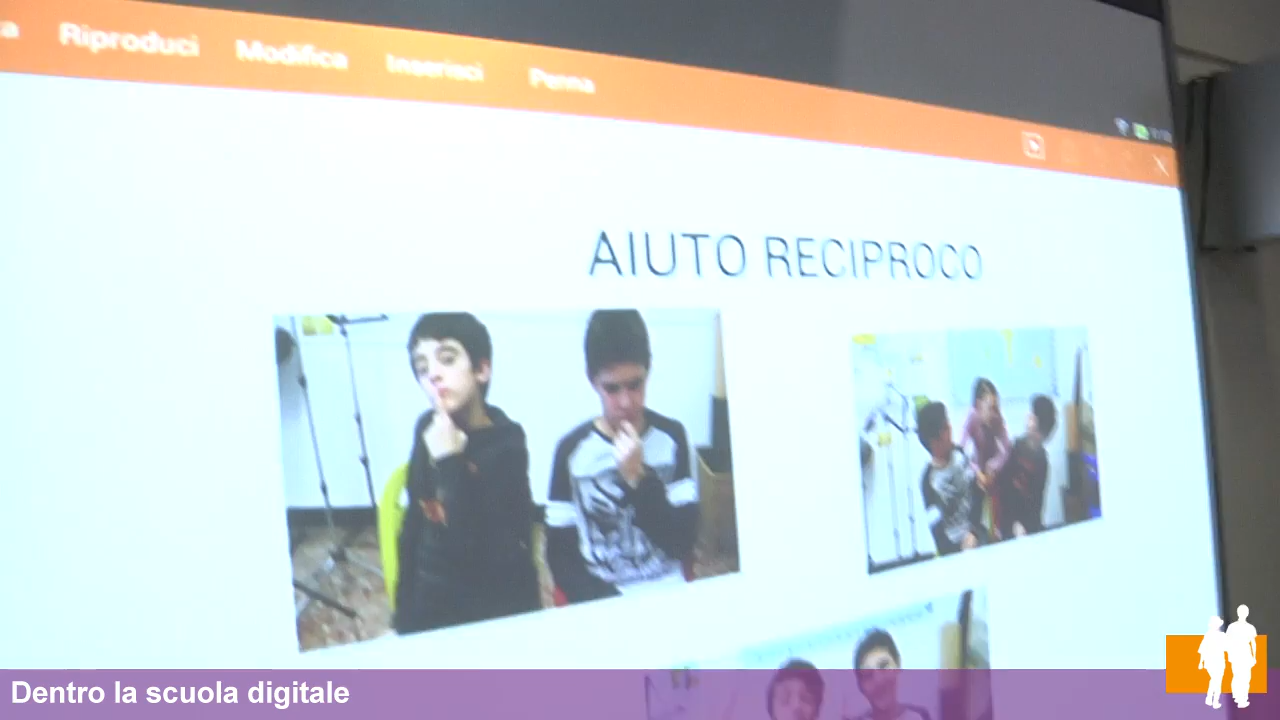 Riproduci Modifica Inserisci Penna
AIUTO RECIPROCO
Dentro la scuola digitale